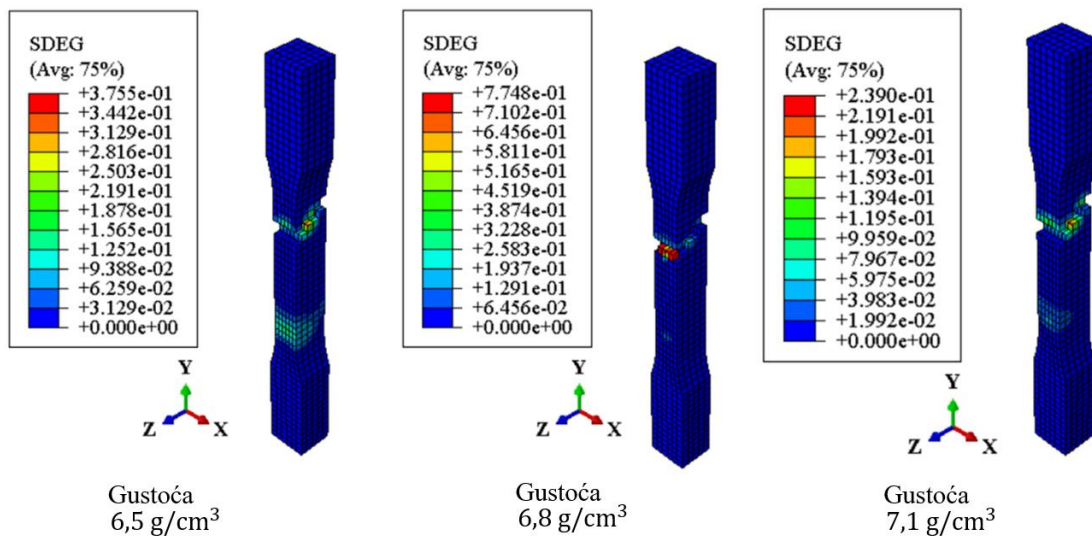 SDEG
(Avg: 75%)
+3.755e-01
+3.442e-01
+3.129e-01
+2.816e-01
+2.503e-01
+2.191e-01
+1.878e-01
+1.565e-01
+1.252e-01
+9.388e-02
+6.259e-02
+3.129e-02
+0.000e+00
Y
Z
X
Gustoća
6,5 g/cm³
SDEG
(Avg: 75%)
+7.748e-01
+7.102e-01
+6.456e-01
+5.811e-01
+5.165e-01
+4.519e-01
+3.874e-01
+3.228e-01
+2.583e-01
+1.937e-01
+1.291e-01
+6.456e-02
+0.000e+00
Y
Z
X
Gustoća
6,8 g/cm³
SDEG
(Avg: 75%)
+2.390e-01
+2.191e-01
+1.992e-01
+1.793e-01
+1.593e-01
+1.394e-01
+1.195e-01
+9.959e-02
+7.967e-02
+5.975e-02
+3.983e-02
+1.992e-02
+0.000e+00
Y
Z
X
Gustoća
7,1 g/cm³